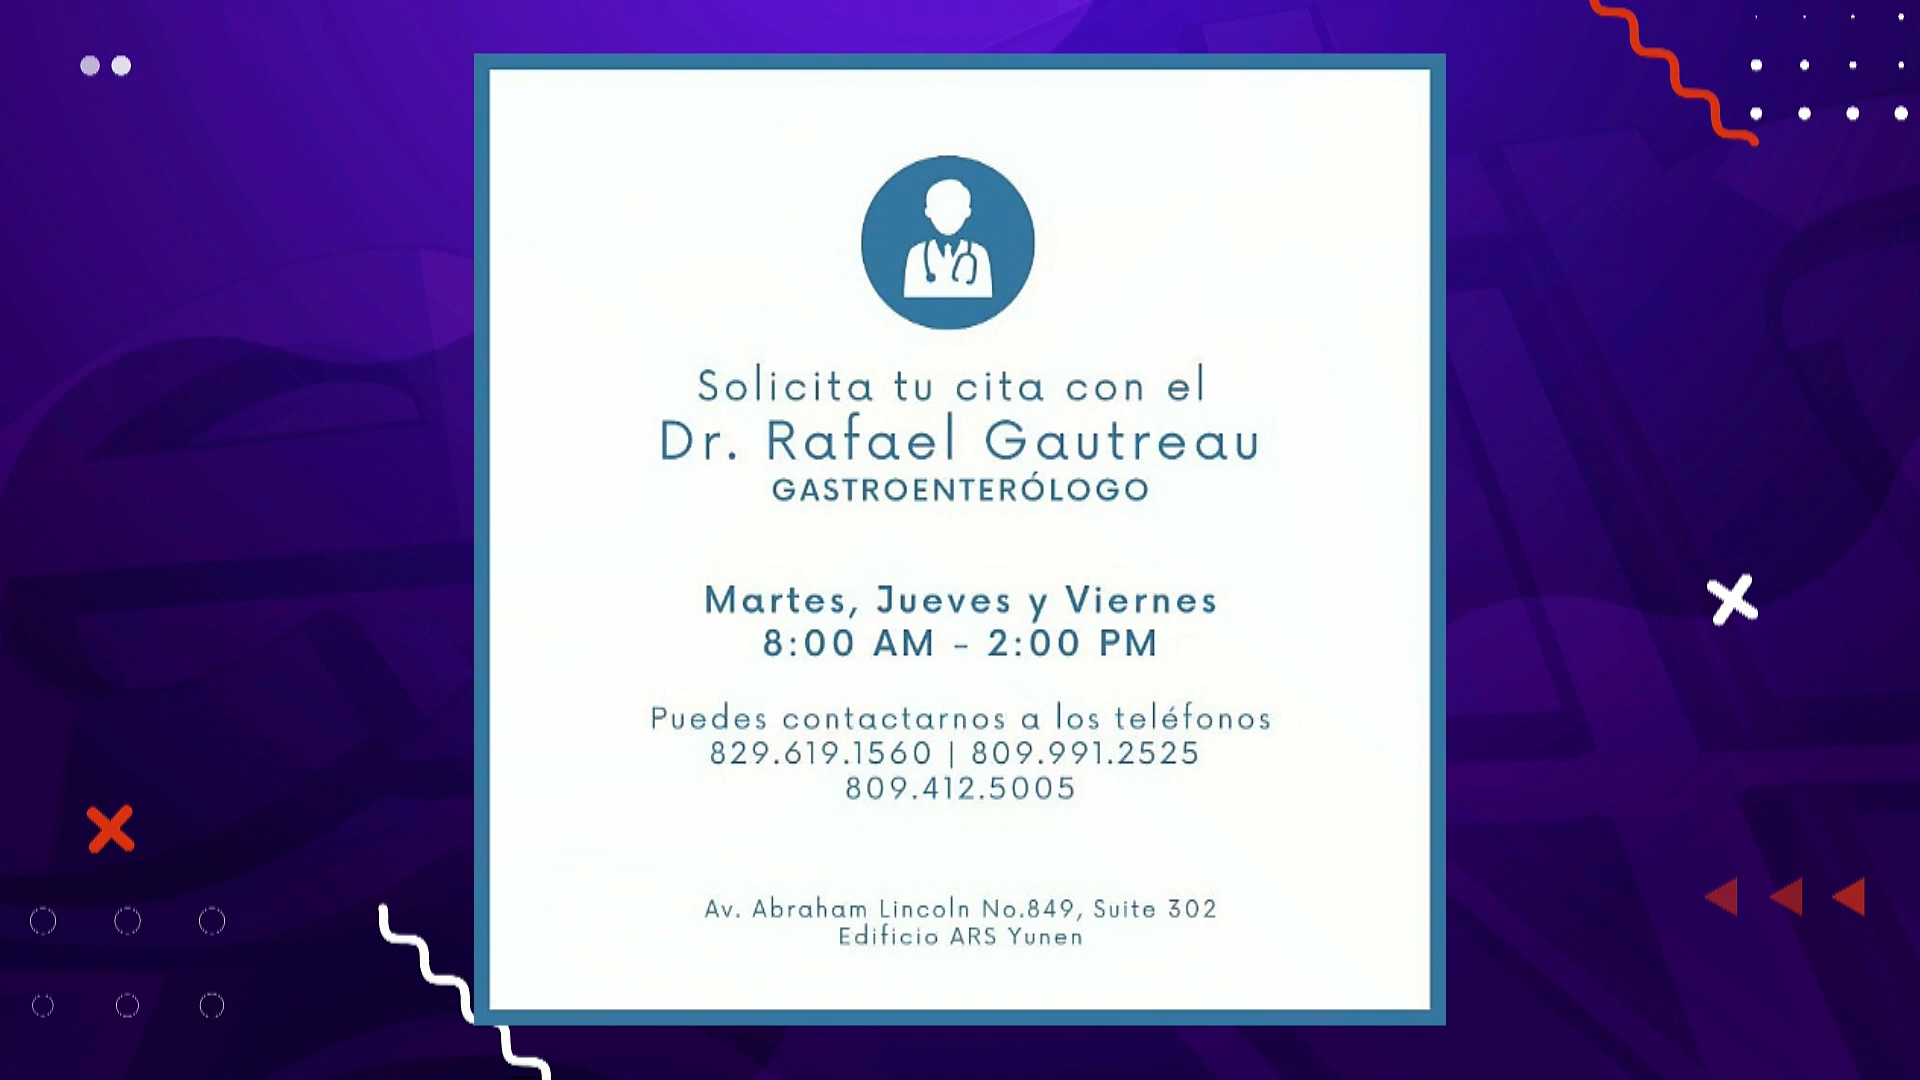 Solicita tu cita con el
Dr. Rafael Gautreau
GASTROENTERÓLOGO
Martes, Jueves y Viernes
8:00 AM - 2:00 PM
Puedes contactarnos a los teléfonos
829.619.1560 | 809.991.2525
809.412.5005
Av. Abraham Lincoln No.849, Suite 302
Edificio ARS Yunen